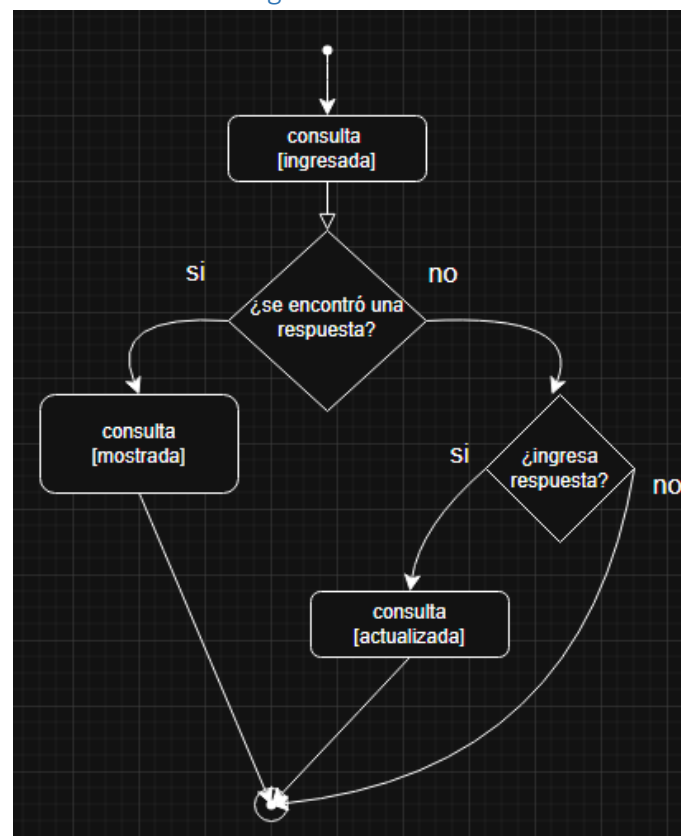 consulta
[ingresada]
si
no
¿se encontró una
respuesta?
consulta
[mostrada]
si
¿ingresa
respuesta?
no
consulta
[actualizada]